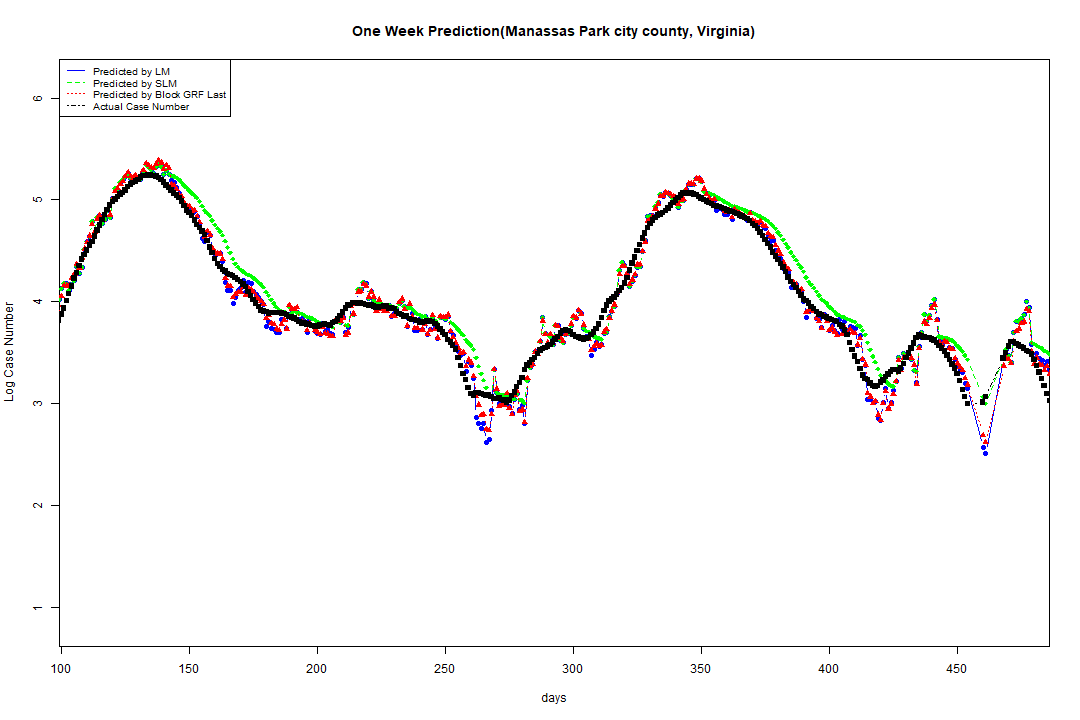 One Week Prediction(Manassas Park city county, Virginia)
Predicted by LM
Predicted by SLM
Predicted by Block GRF Last
Actual Case Number
6
5
4
3
2
1
Log Case Number
100 150 200 250 300 350 400 450
days